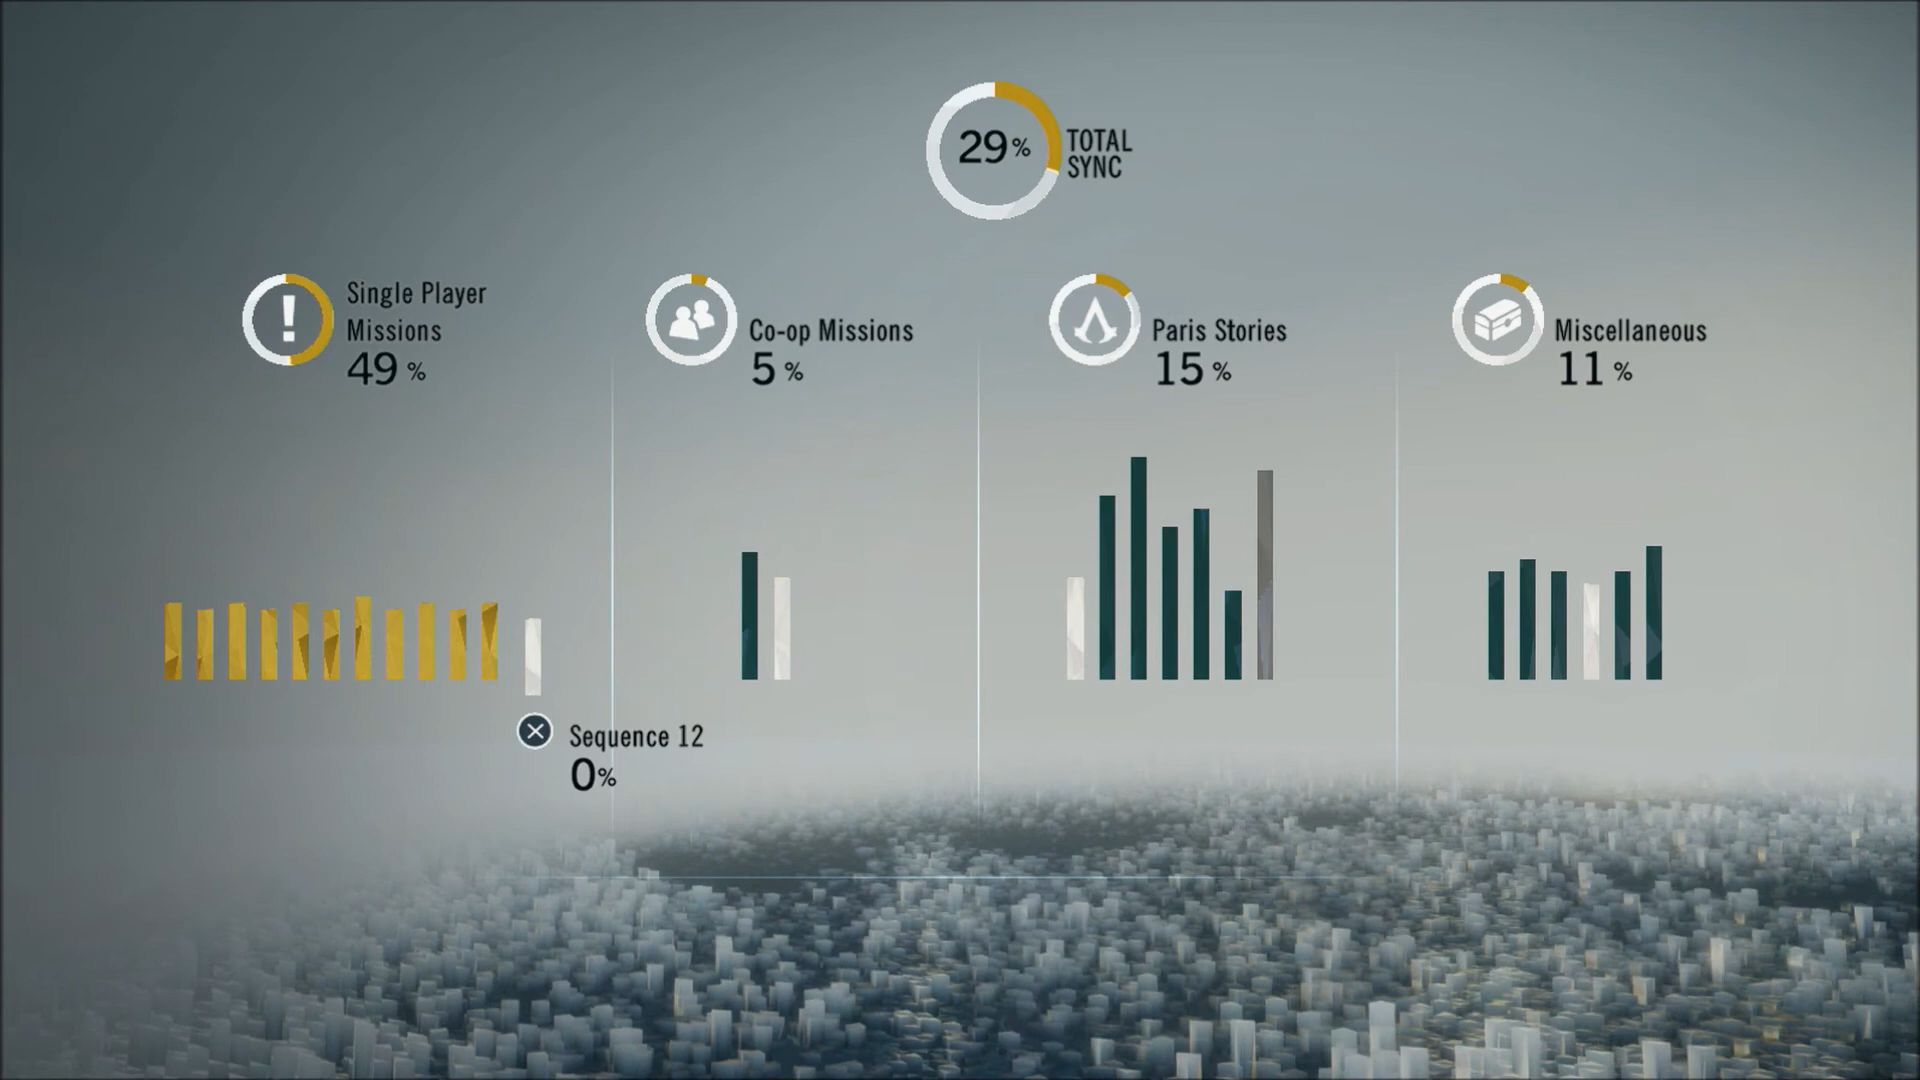 29%
TOTAL
SYNC
Single Player
Missions
49 %
Co-op Missions
5 %
Paris Stories
15 %
Miscellaneous
11 %
Sequence 12
0%